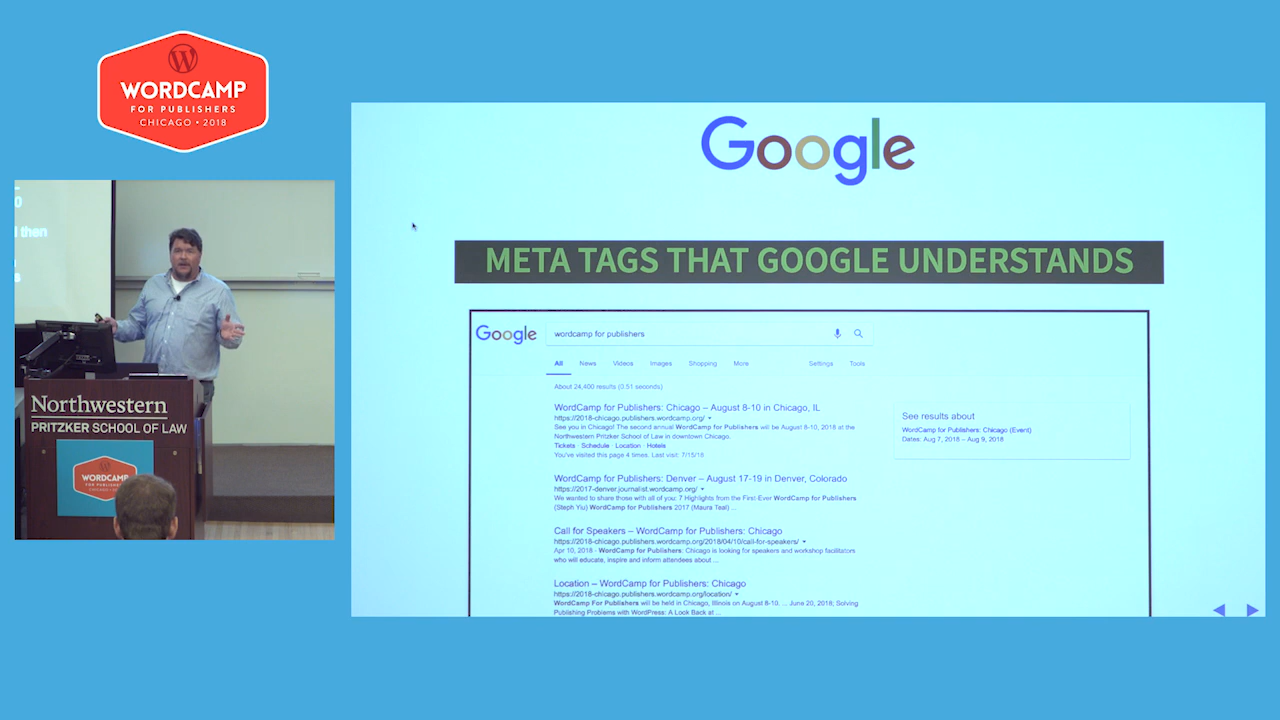 WORDCAMP
FOR PUBLISHERS
CHICAGO • 2018
0
l then
Northwestern
PRITZKER SCHOOL OF LAW
WORDCAMP
Google
META TAGS THAT GOOGLE UNDERSTANDS
Google
wordcamp for publishers
All News Videos Images Shopping More Settings Tools
About 24,400 results (0.51 seconds)
WordCamp for Publishers: Chicago – August 8-10 in Chicago, IL
https://2018-chicago.publishers.wordcamp.org/
See you in Chicago! The second annual WordCamp for Publishers will be August 8-10, 2018 at the
Northwestern Pritzker School of Law in downtown Chicago.
Tickets · Schedule · Location · Hotels
You've visited this page 4 times. Last visit: 7/15/18
WordCamp for Publishers: Denver – August 17-19 in Denver, Colorado
https://2017-denver.journalist.wordcamp.org/
We wanted to share those with all of you: 7 Highlights from the First-Ever WordCamp for Publishers
(Steph Yiu) WordCamp for Publishers 2017 (Maura Teal) ...
Call for Speakers – WordCamp for Publishers: Chicago
https://2018-chicago.publishers.wordcamp.org/2018/04/10/call-for-speakers/
Apr 10, 2018 - WordCamp for Publishers: Chicago is looking for speakers and workshop facilitators
who will educate, inspire and inform attendees about ...
Location – WordCamp for Publishers: Chicago
https://2018-chicago.publishers.wordcamp.org/location/
WordCamp For Publishers will be held in Chicago, Illinois on August 8-10. ... June 20, 2018; Solving
Publishing Problems with WordPress: A Look Back at ...
See results about
WordCamp for Publishers: Chicago (Event)
Dates: Aug 7, 2018 – Aug 9, 2018